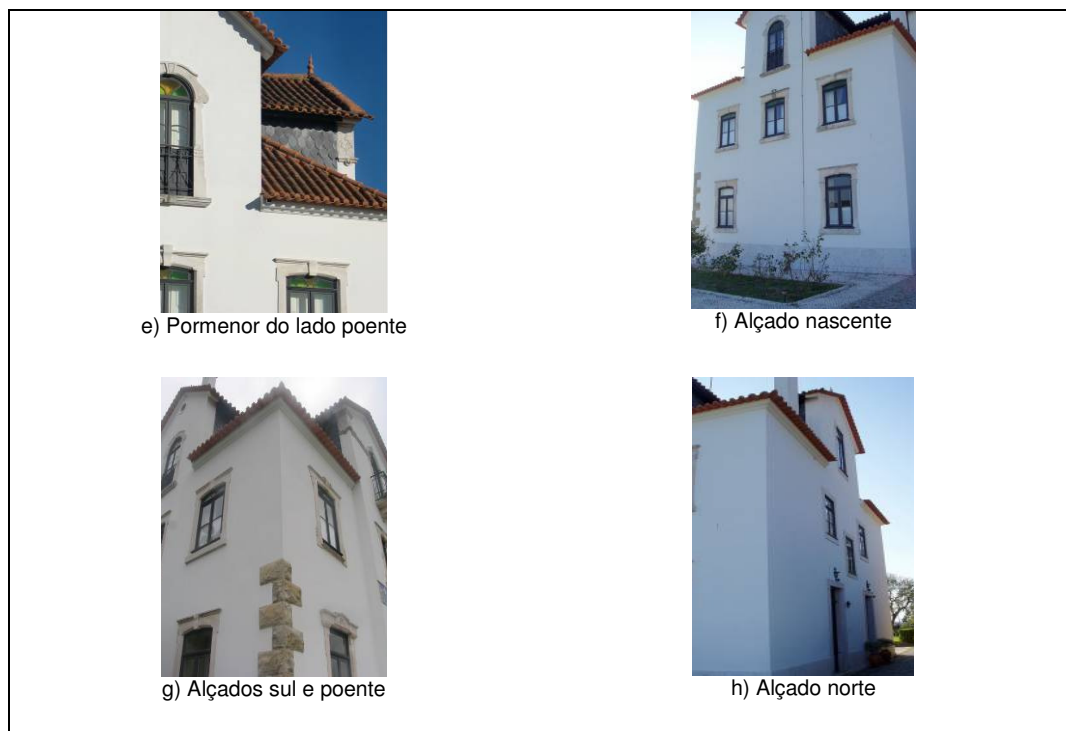 e) Pormenor do lado poente
f) Alçado nascente
g) Alçados sul e poente
h) Alçado norte